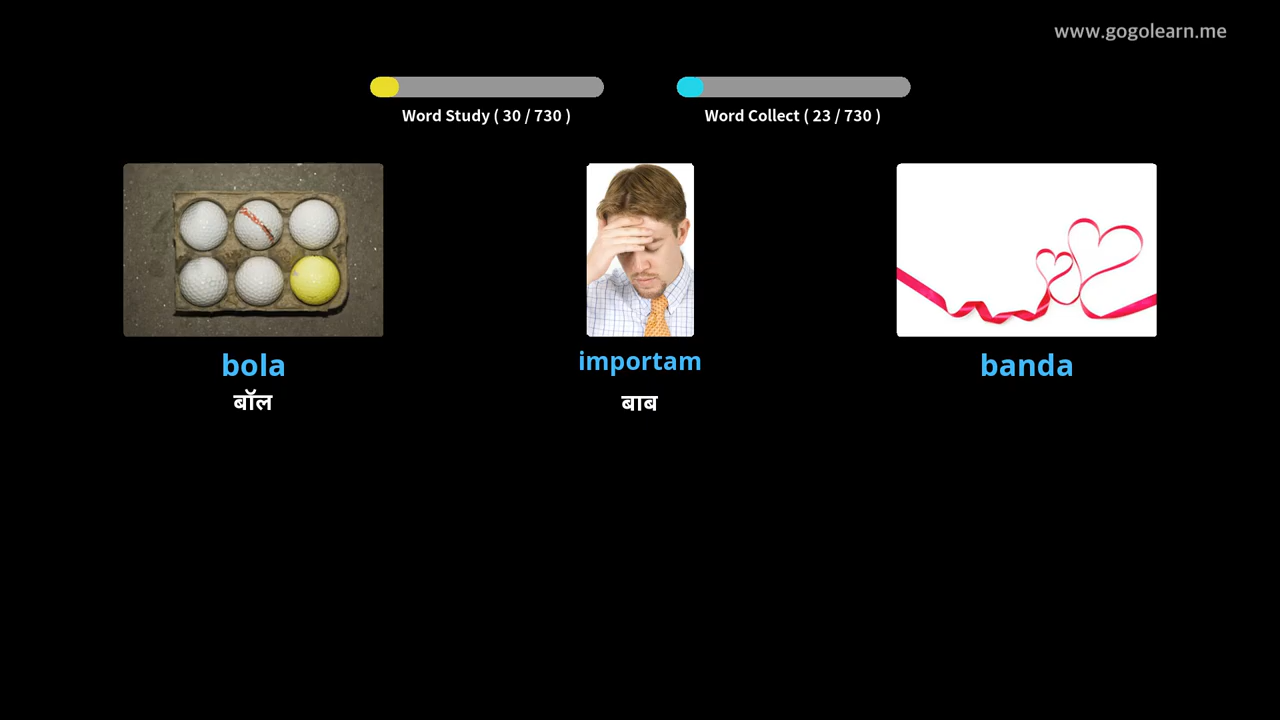 www.gogolearn.me
Word Study ( 30 / 730 )
Word Collect ( 23 / 730 )
bola
importam
banda
बॉल
बाब